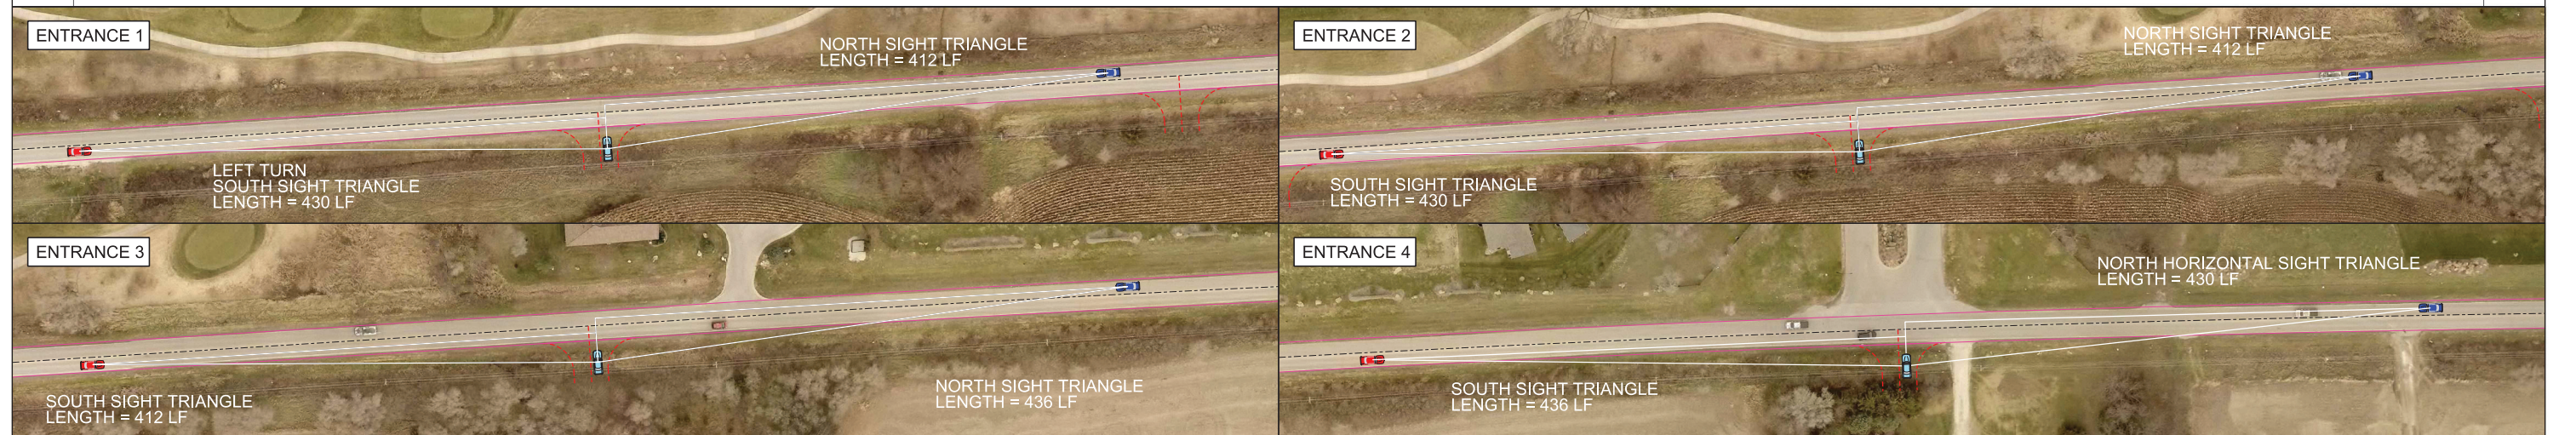 ENTRANCE 1
NORTH SIGHT TRIANGLE
LENGTH = 412 LF
LEFT TURN
SOUTH SIGHT TRIANGLE
LENGTH = 430 LF
ENTRANCE 2
NORTH SIGHT TRIANGLE
LENGTH = 412 LF
SOUTH SIGHT TRIANGLE
LENGTH = 430 LF
ENTRANCE 3
SOUTH SIGHT TRIANGLE
LENGTH = 412 LF
NORTH SIGHT TRIANGLE
LENGTH = 436 LF
ENTRANCE 4
NORTH HORIZONTAL SIGHT TRIANGLE
LENGTH = 430 LF
SOUTH SIGHT TRIANGLE
LENGTH = 436 LF